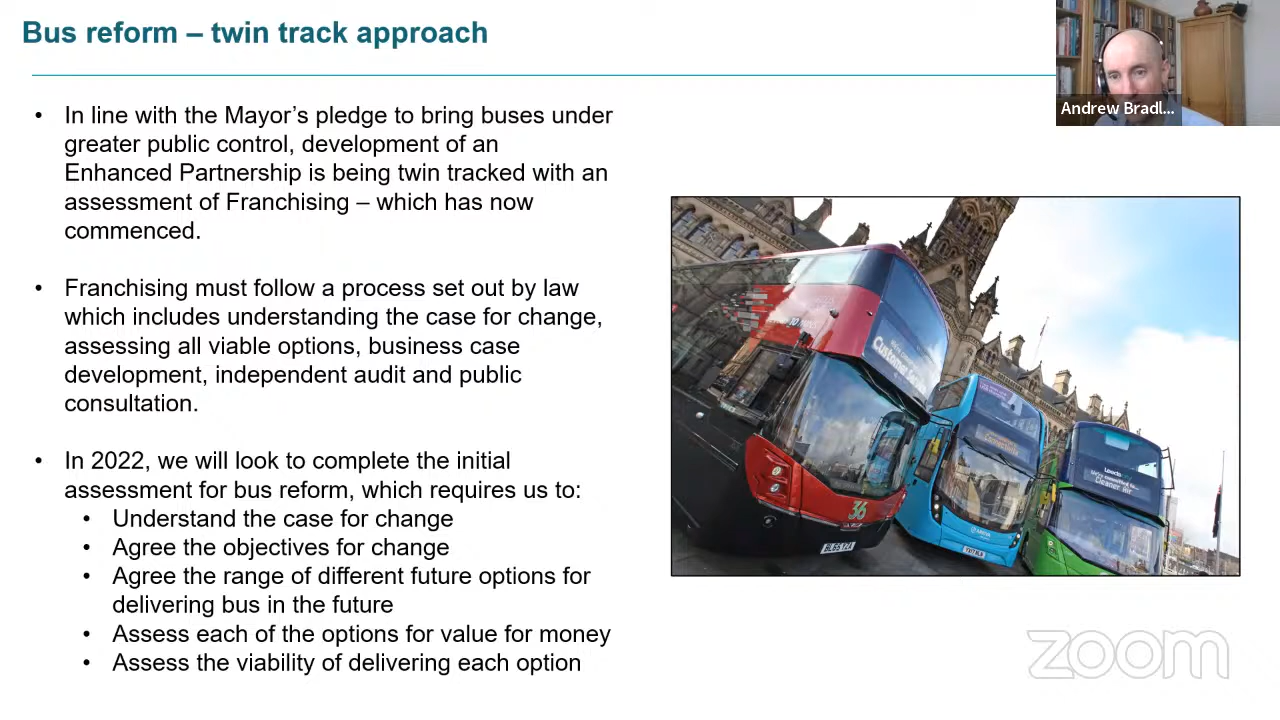 Bus reform – twin track approach
Andrew Bradl...
• In line with the Mayor’s pledge to bring buses under
greater public control, development of an
Enhanced Partnership is being twin tracked with an
assessment of Franchising – which has now
commenced.
• Franchising must follow a process set out by law
which includes understanding the case for change,
assessing all viable options, business case
development, independent audit and public
consultation.
• In 2022, we will look to complete the initial
assessment for bus reform, which requires us to:
• Understand the case for change
• Agree the objectives for change
• Agree the range of different future options for
delivering bus in the future
• Assess each of the options for value for money
• Assess the viability of delivering each option
Customer
36
Cleaner air
zoom